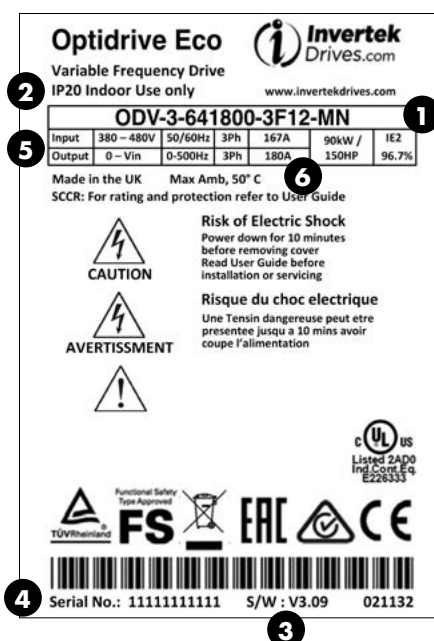 Optidrive Eco
Invertek
Drives.com
Variable Frequency Drive
2
IP20 Indoor Use only
www.invertekdrives.com
ODV-3-641800-3F12-MN
1
5
Input 380 – 480V 50/60Hz 3Ph 167A 90kW / 150HP IE2 96.7%
Output 0 – Vin 0-500Hz 3Ph 180A
Made in the UK Max Amb, 50° C
6
SCCR: For rating and protection refer to User Guide
CAUTION
Risk of Electric Shock
Power down for 10 minutes
before removing cover
Read User Guide before
installation or servicing
AVERTISSMENT
Risque du choc electrique
Une Tensin dangereuse peut etre
presentee jusqu a 10 mins avoir
coupe l'alimentation
c UL us
Listed 2AD0
Ind.Cont.Eq.
E226333
TÜVRheinland
Functional Safety
Type Approved
FS
EAC
CE
4
Serial No.: 11111111111 S/W : V3.09 021132
3